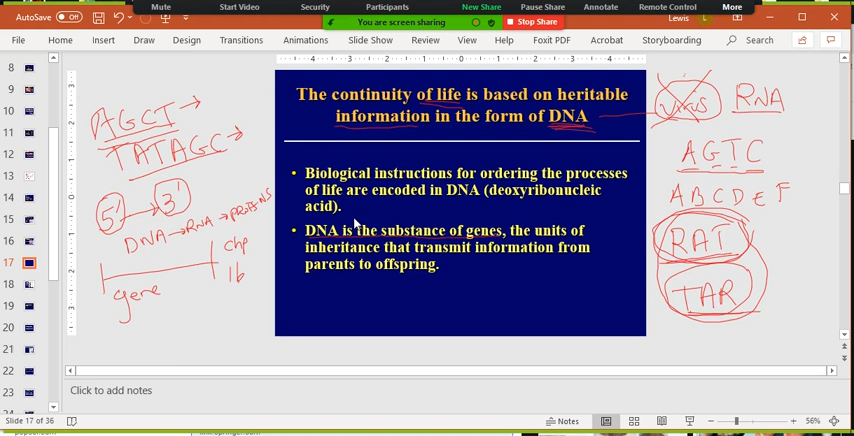 Mute
Start Video
Security
Participants
New Share
Pause Share
Annotate
Remote Control
More
AutoSave Off
You are screen sharing
Stop Share
Lewis
L
File
Home
Draw
Design
Transitions
Animations
Slide Show
Review
View
Help
Foxit PDF
Acrobat
Storyboarding
Search
8
9
10
11
12
13
14
15
16
17
18
19
20
21
22
23
24
The continuity of life is based on heritable
information in the form of DNA
• Biological instructions for ordering the processes
of life are encoded in DNA (deoxyribonucleic
acid).
• DNA is the substance of genes, the units of
inheritance that transmit information from
parents to offspring.
AGCT →
TATAGC →
5' → 3'
DNA → RNA → PROTEINS
gene
chp
16
VIRUS RNA
AGTC
ABCDEF
RAT
TAR
Click to add notes
Slide 17 of 36
Notes
56%